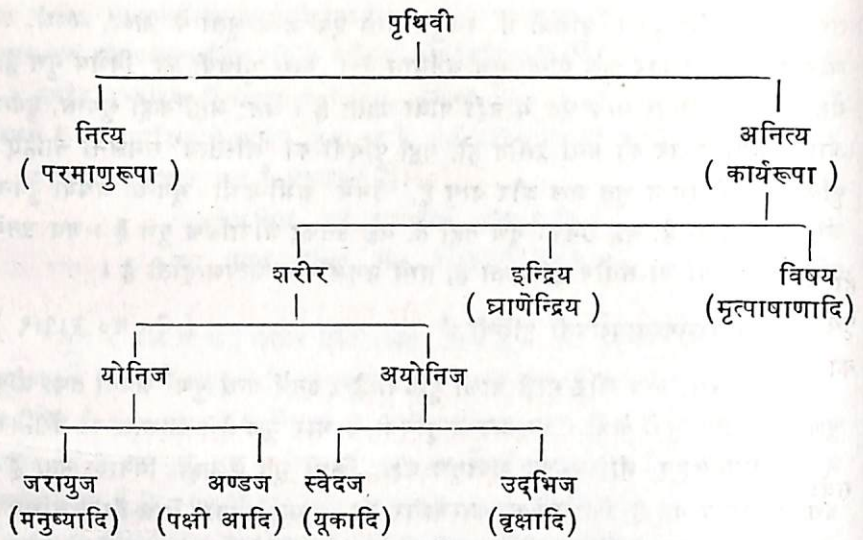 पृथिवी
नित्य अनित्य
( परमाणुरूपा ) ( कार्यरूपा )
शरीर इन्द्रिय विषय
( घ्राणेन्द्रिय ) (मृत्पाषाणादि )
योनिज अयोनिज
जरायुज अण्डज स्वेदज उद्भिज
(मनुष्यादि) (पक्षी आदि) (यूकादि) (वृक्षादि )